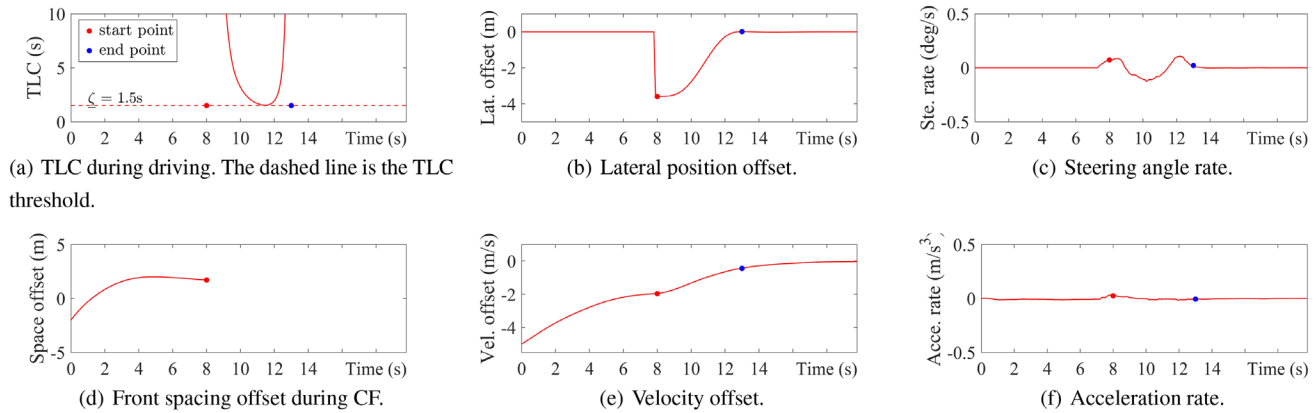 TLC (s)
10
5
0
start point
end point
ζ = 1.5s
0 2 4 6 8 10 12 14 Time (s)
(a) TLC during driving. The dashed line is the TLC
threshold.
Lat. offset (m)
0
-2
-4
0 2 4 6 8 10 12 14 Time (s)
(b) Lateral position offset.
Ste. rate (deg/s)
0.5
0
-0.5
0 2 4 6 8 10 12 14 Time (s)
(c) Steering angle rate.
Space offset (m)
5
0
-5
0 2 4 6 8 10 12 14 Time (s)
(d) Front spacing offset during CF.
Vel. offset (m/s)
0
-2
-4
0 2 4 6 8 10 12 14 Time (s)
(e) Velocity offset.
Acce. rate (m/s³)
0.5
0
-0.5
0 2 4 6 8 10 12 14 Time (s)
(f) Acceleration rate.